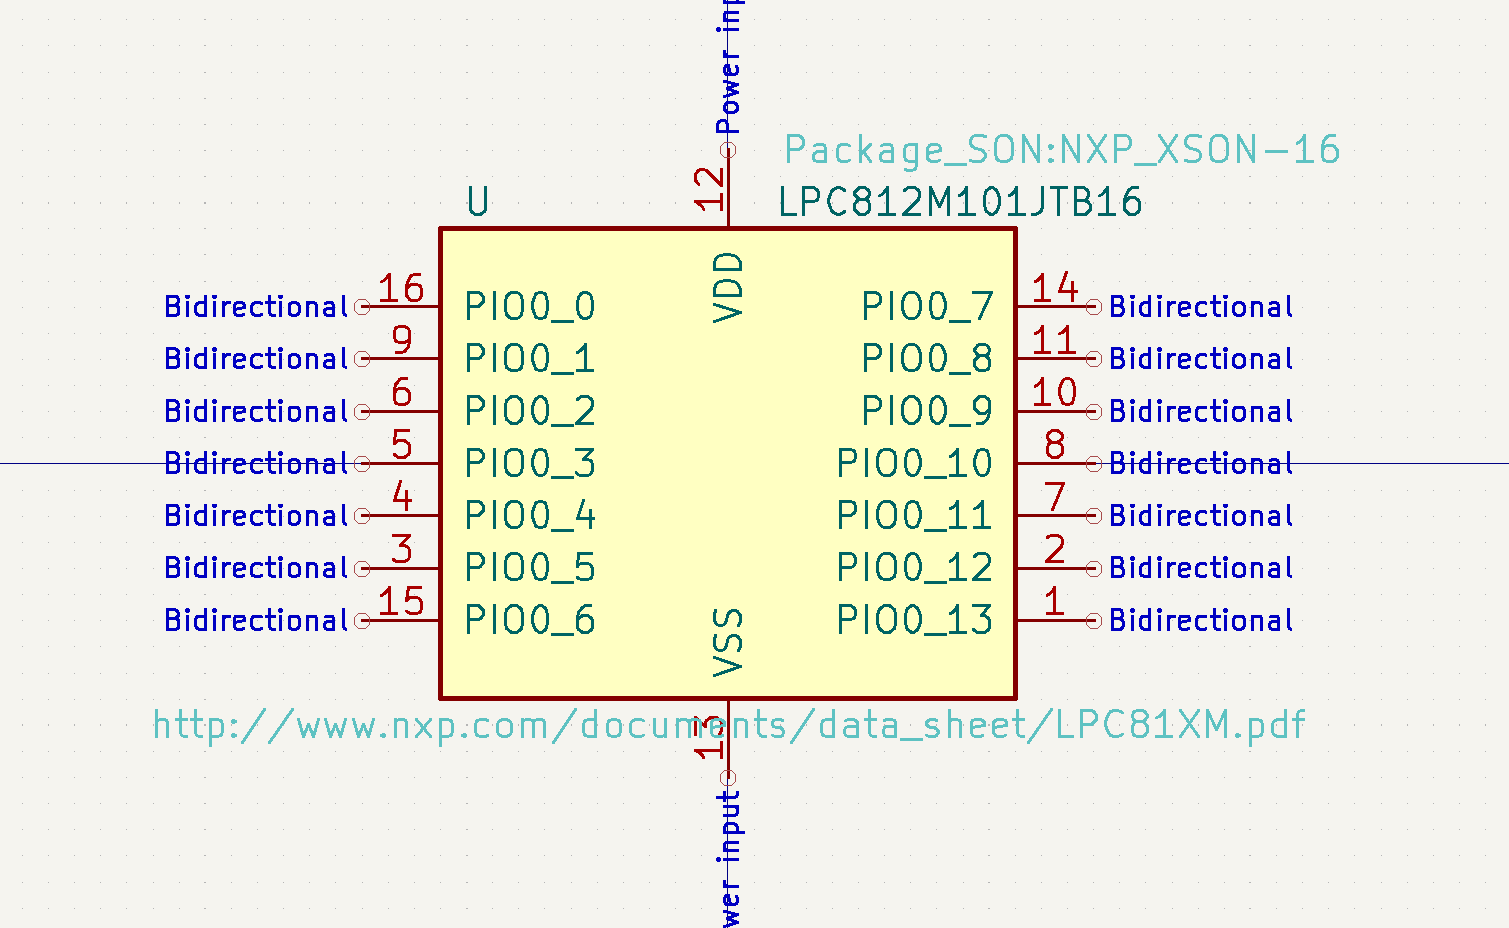 Power inp
12
Package_SON:NXP_XSON-16
U
LPC812M101JTB16
VDD
Bidirectional 16 PIO0_0
PIO0_7 14 Bidirectional
Bidirectional 9 PIO0_1
PIO0_8 11 Bidirectional
Bidirectional 6 PIO0_2
PIO0_9 10 Bidirectional
Bidirectional 5 PIO0_3
PIO0_10 8 Bidirectional
Bidirectional 4 PIO0_4
PIO0_11 7 Bidirectional
Bidirectional 3 PIO0_5
PIO0_12 2 Bidirectional
Bidirectional 15 PIO0_6
PIO0_13 1 Bidirectional
VSS
http://www.nxp.com/documents/data_sheet/LPC81XM.pdf
13
wer input